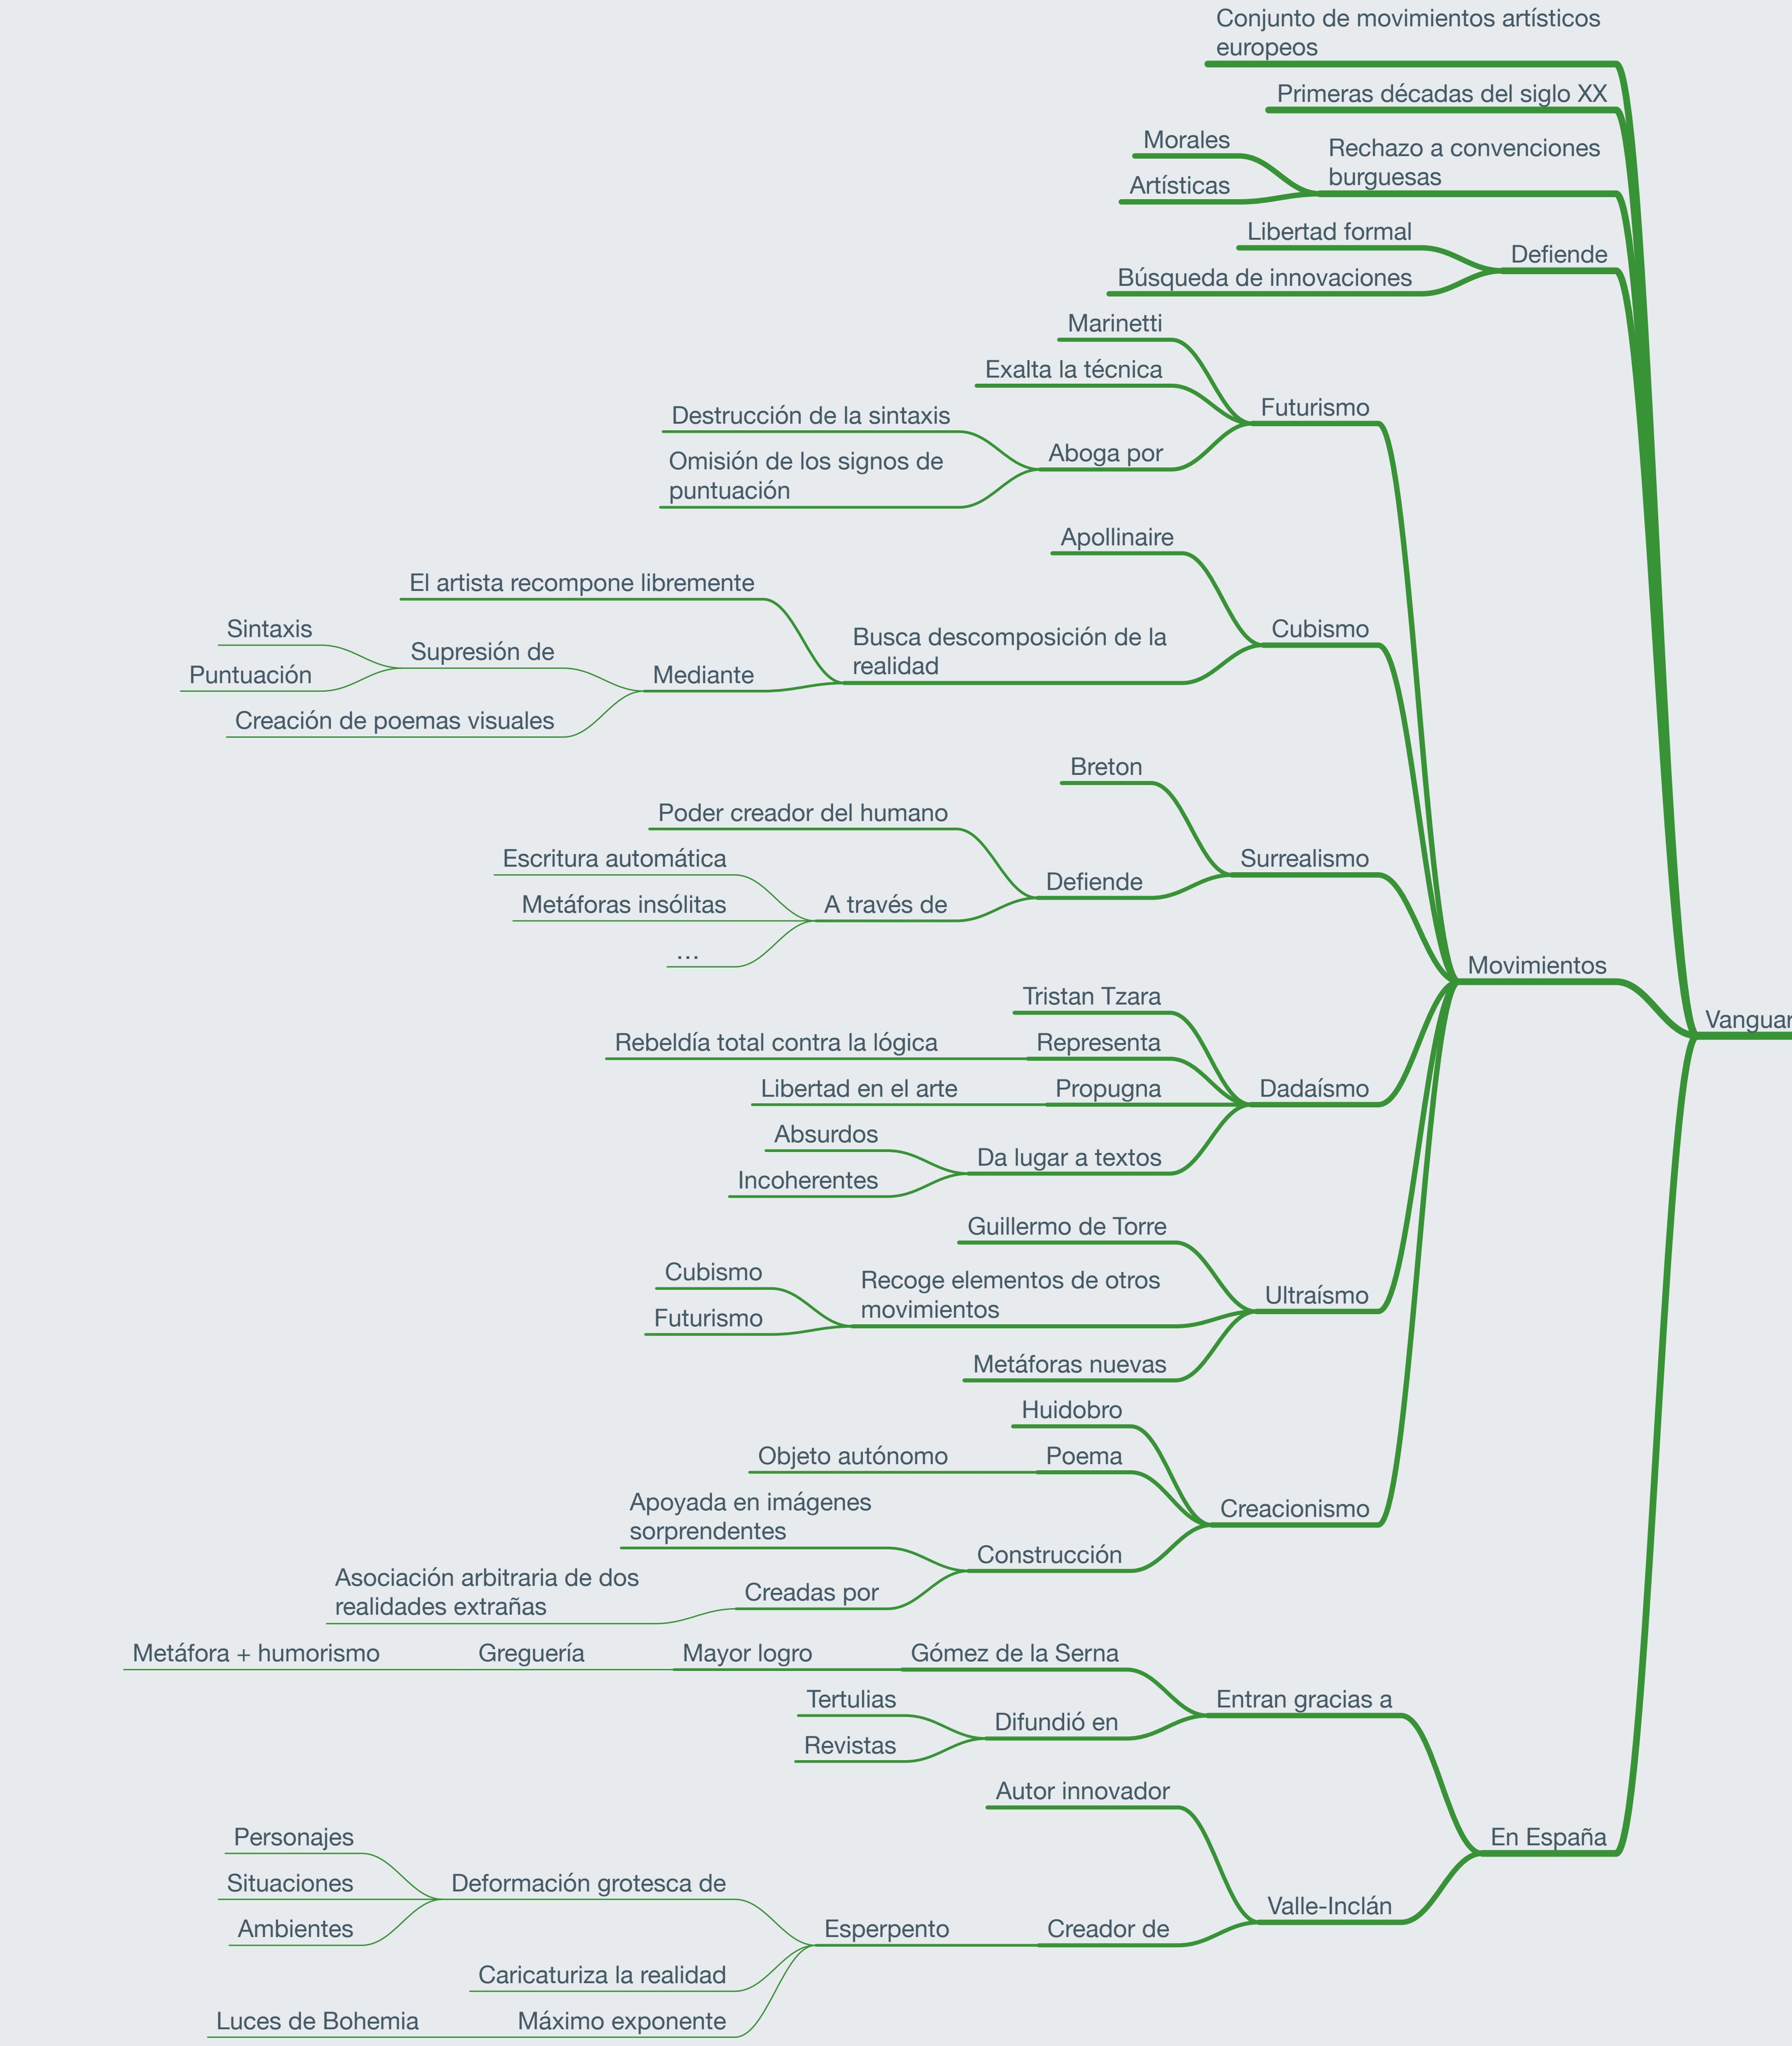 Conjunto de movimientos artísticos
europeos
Primeras décadas del siglo XX
Morales
Artísticas
Rechazo a convenciones
burguesas
Libertad formal
Búsqueda de innovaciones
Defiende
Marinetti
Exalta la técnica
Destrucción de la sintaxis
Omisión de los signos de
puntuación
Aboga por
Futurismo
Apollinaire
El artista recompone libremente
Sintaxis
Puntuación
Supresión de
Creación de poemas visuales
Mediante
Busca descomposición de la
realidad
Cubismo
Breton
Poder creador del humano
Escritura automática
Metáforas insólitas
...
A través de
Defiende
Surrealismo
Movimientos
Vanguar
Tristan Tzara
Rebeldía total contra la lógica
Representa
Libertad en el arte
Propugna
Absurdos
Incoherentes
Da lugar a textos
Dadaísmo
Guillermo de Torre
Cubismo
Futurismo
Recoge elementos de otros
movimientos
Metáforas nuevas
Ultraísmo
Huidobro
Objeto autónomo
Poema
Apoyada en imágenes
sorprendentes
Asociación arbitraria de dos
realidades extrañas
Creadas por
Construcción
Creacionismo
Metáfora + humorismo
Greguería
Mayor logro
Gómez de la Serna
Tertulias
Revistas
Difundió en
Entran gracias a
Autor innovador
Personajes
Situaciones
Ambientes
Deformación grotesca de
Caricaturiza la realidad
Luces de Bohemia
Máximo exponente
Esperpento
Creador de
Valle-Inclán
En España